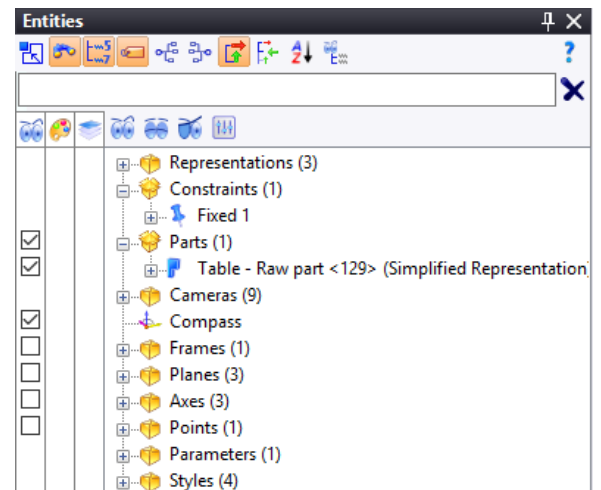 Entities
Representations (3)
Constraints (1)
Fixed 1
Parts (1)
Table - Raw part <129> (Simplified Representation
Cameras (9)
Compass
Frames (1)
Planes (3)
Axes (3)
Points (1)
Parameters (1)
Styles (4)